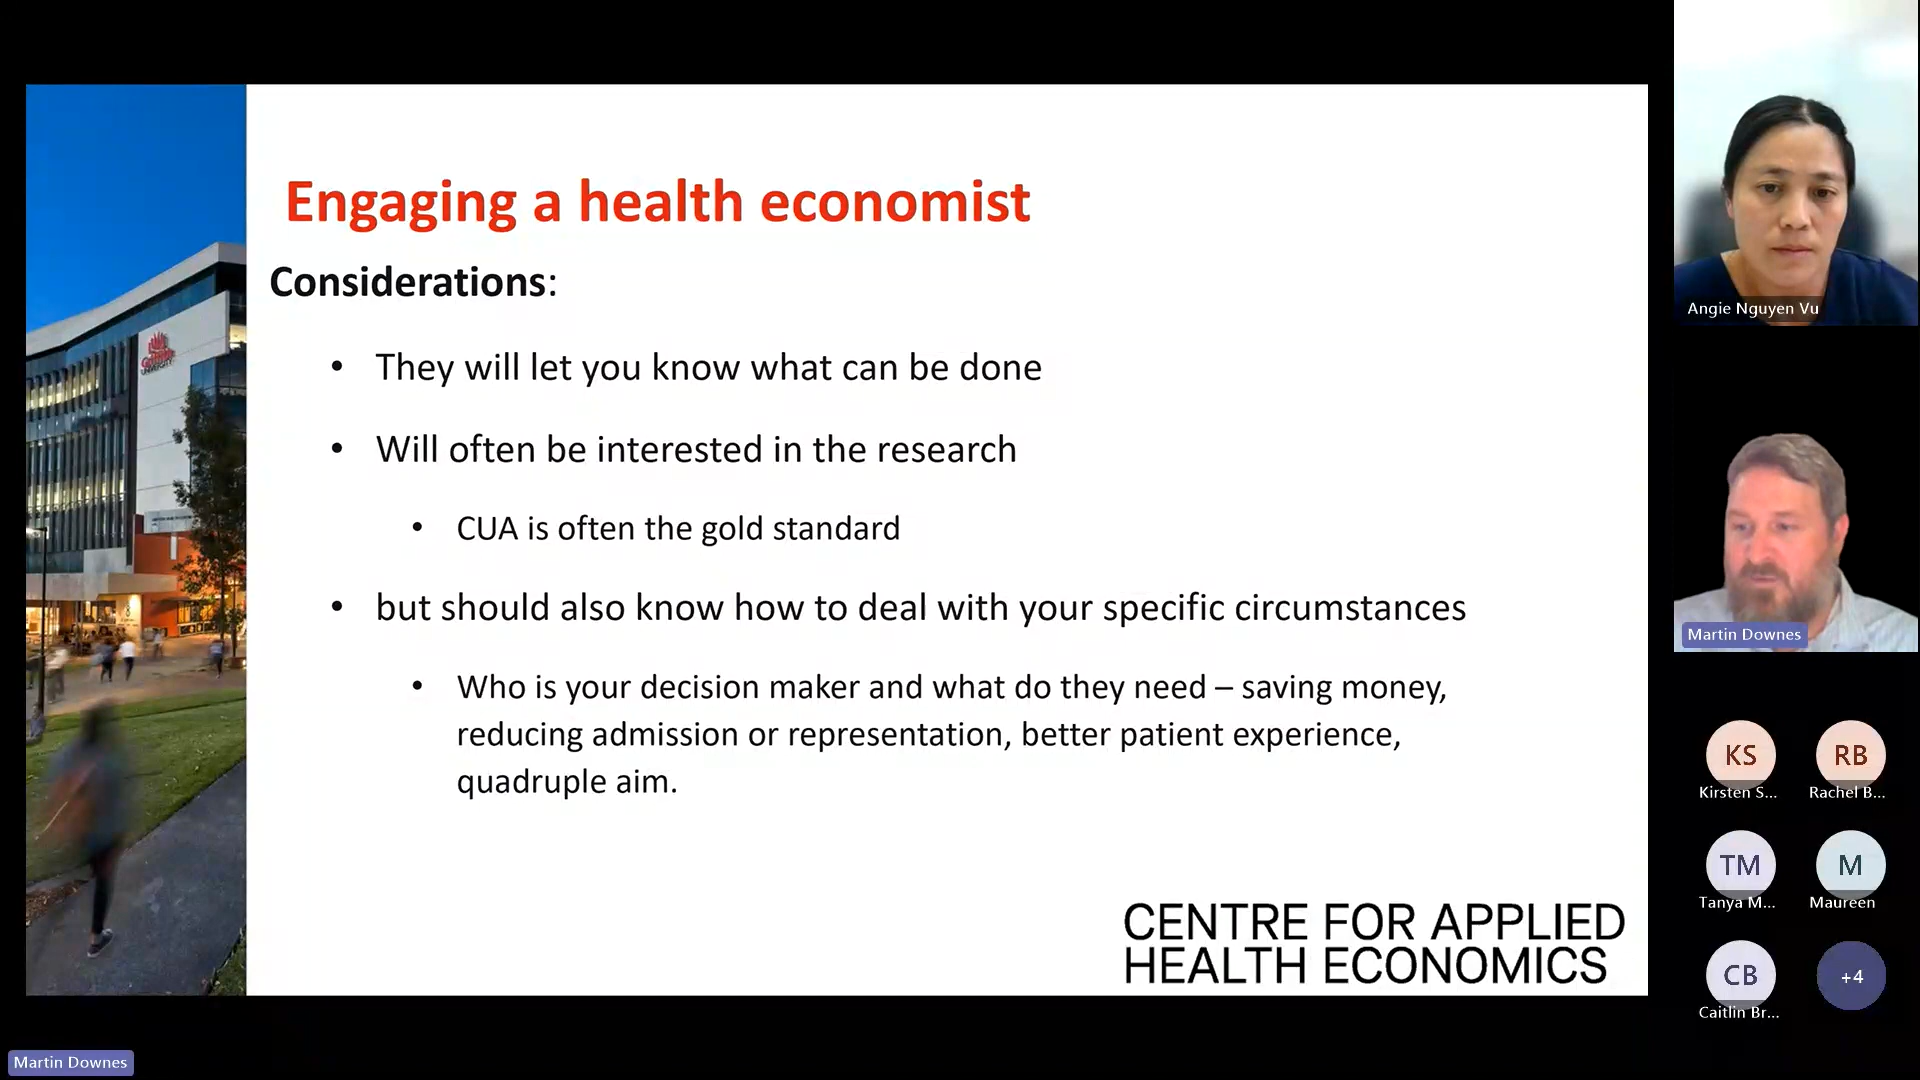 Engaging a health economist
Considerations:
• They will let you know what can be done
• Will often be interested in the research
• CUA is often the gold standard
• but should also know how to deal with your specific circumstances
• Who is your decision maker and what do they need – saving money,
reducing admission or representation, better patient experience,
quadruple aim.
CENTRE FOR APPLIED
HEALTH ECONOMICS
Griffith
UNIVERSITY
Angie Nguyen Vu
Martin Downes
KS
Kirsten S...
RB
Rachel B...
TM
Tanya M...
M
Maureen
CB
Caitlin Br...
+4
Martin Downes